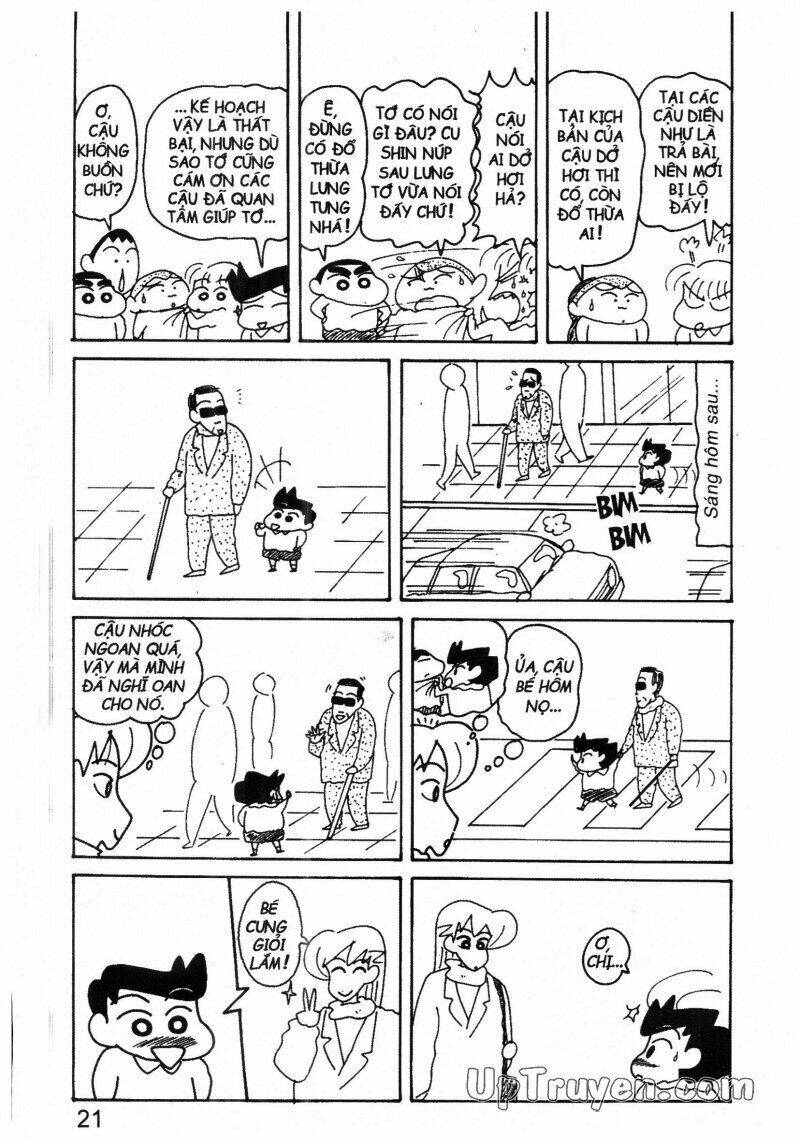 TẠI CÁC
CẬU DIỄN
NHƯ LÀ
TRẢ BÀI,
NÊN MỚI
BỊ LỘ
ĐẤY!
TẠI KỊCH
BẢN CỦA
CẬU DỞ
HƠI THÌ
CÓ, CÒN
ĐỔ THỪA
AI!
CẬU
NÓI
AI DỞ
HƠI
HẢ?
TỚ CÓ NÓI
GÌ ĐÂU? CU
SHIN NÚP
SAU LƯNG
TỚ VỪA NÓI
ĐẤY CHỨ!
Ê,
ĐỪNG
CÓ ĐỔ
THỪA
LUNG
TUNG
NHÁ!
...KẾ HOẠCH
VẬY LÀ THẤT
BẠI, NHƯNG DÙ
SAO TỚ CŨNG
CÁM ƠN CÁC
CẬU ĐÃ QUAN
TÂM GIÚP TỚ...
Ơ,
CẬU
KHÔNG
BUỒN
CHỨ?
Sáng hôm sau...
BIM
BIM
ỦA, CẬU
BÉ HÔM
NỌ...
CẬU NHÓC
NGOAN QUÁ,
VẬY MÀ MÌNH
ĐÃ NGHĨ OAN
CHO NÓ.
Ơ,
CHỊ...
BÉ
CƯNG
GIỎI
LẮM!
UpTruyen.com
21